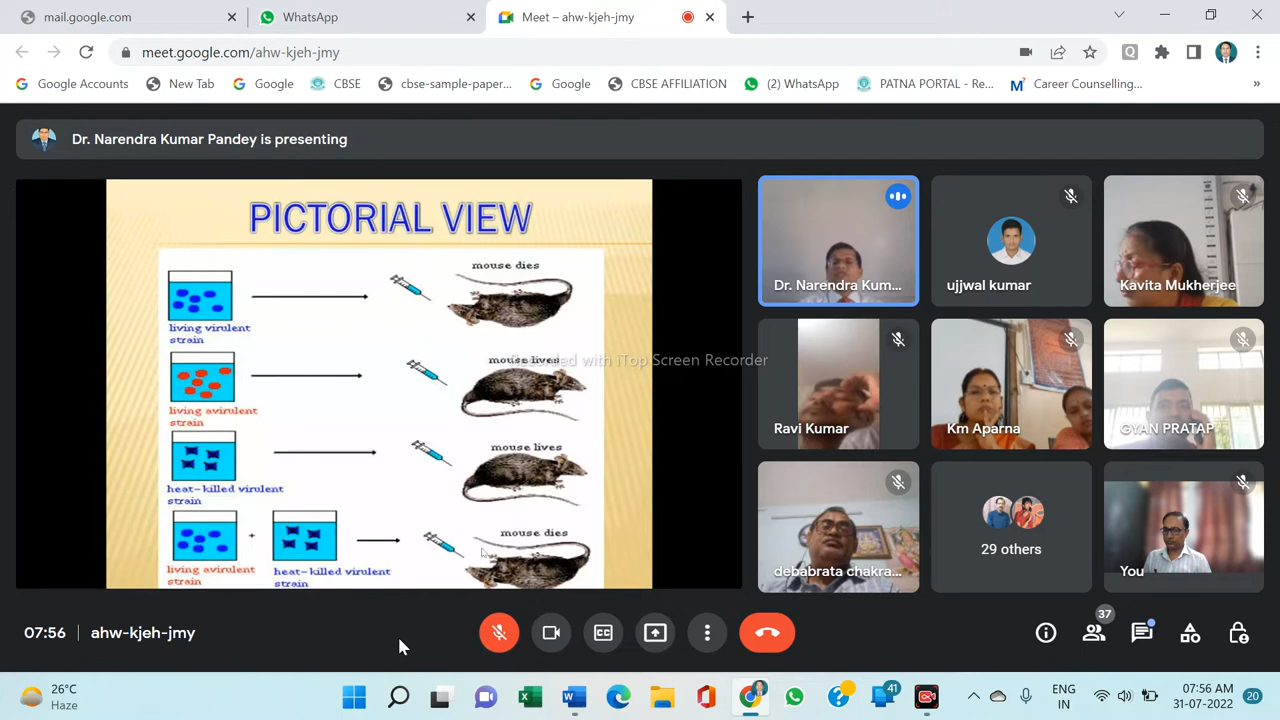 mail.google.com
WhatsApp
Meet – ahw-kjeh-jmy
meet.google.com/ahw-kjeh-jmy
Google Accounts
New Tab
Google
CBSE
cbse-sample-paper...
Google
CBSE AFFILIATION
(2) WhatsApp
PATNA PORTAL - Re...
Career Counselling...
»
Dr. Narendra Kumar Pandey is presenting
PICTORIAL VIEW
mouse dies
living virulent
strain
mouse lives
Recorded with iTop Screen Recorder
living avirulent
strain
mouse lives
heat-killed virulent
strain
mouse dies
+
living avirulent
strain
heat-killed virulent
strain
Dr. Narendra Kum...
ujjwal kumar
Kavita Mukherjee
Ravi Kumar
Km Aparna
GYAN PRATAP
debabrata chakra...
29 others
You
07:56 | ahw-kjeh-jmy
37
26°C
Haze
41
ENG
IN
07:56 AM
31-07-2022
20